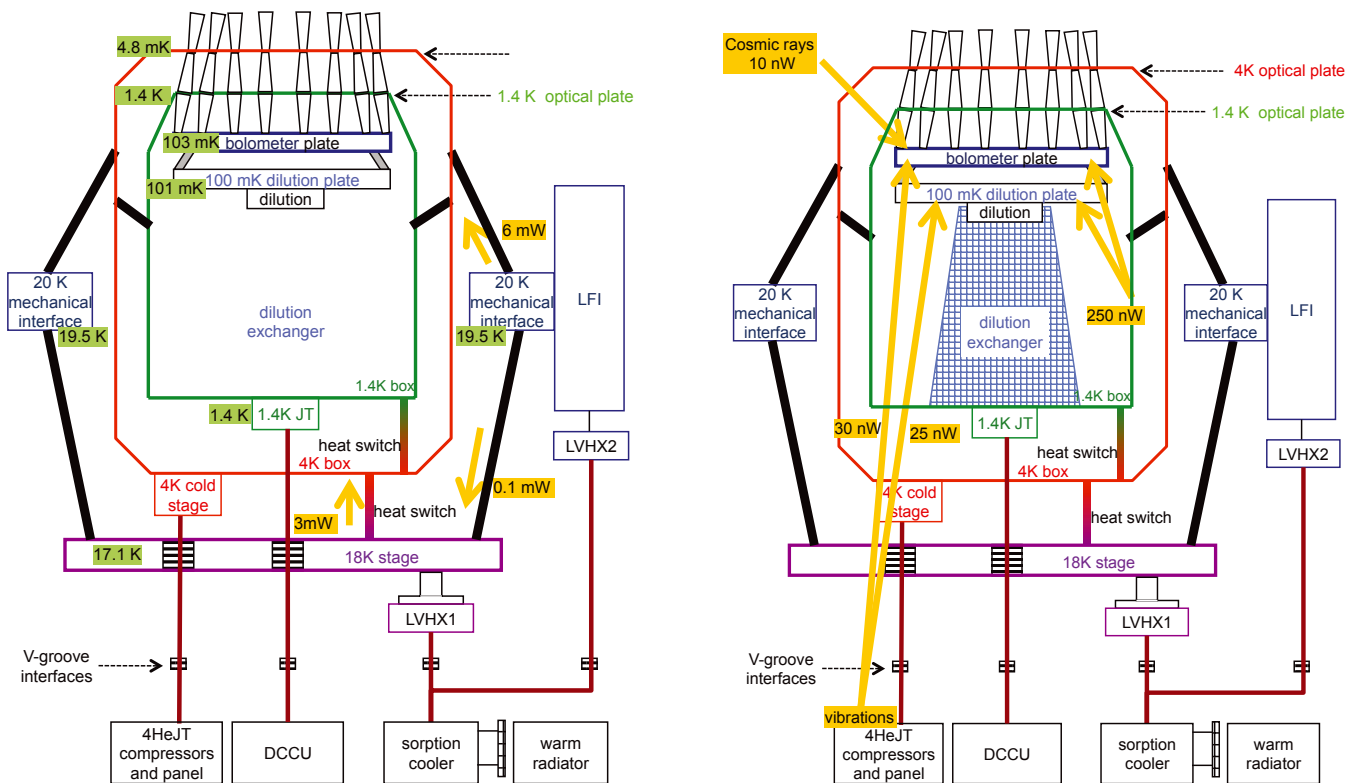 4.8 mK
1.4 K
1.4 K optical plate
103 mK
bolometer plate
101 mK
100 mK dilution plate
dilution
6 mW
20 K
mechanical
interface
19.5 K
dilution
exchanger
20 K
mechanical
interface
19.5 K
LFI
1.4K box
1.4 K
1.4K JT
heat switch
4K box
LVHX2
4K cold
stage
3mW
0.1 mW
heat switch
17.1 K
18K stage
LVHX1
V-groove
interfaces
4HeJT
compressors
and panel
DCCU
sorption
cooler
warm
radiator
Cosmic rays
10 nW
4K optical plate
1.4 K optical plate
bolometer plate
100 mK dilution plate
dilution
20 K
mechanical
interface
dilution
exchanger
250 nW
20 K
mechanical
interface
LFI
1.4K box
30 nW
25 nW
1.4K JT
heat switch
4K box
LVHX2
4K cold
stage
heat switch
18K stage
LVHX1
V-groove
interfaces
vibrations
4HeJT
compressors
and panel
DCCU
sorption
cooler
warm
radiator